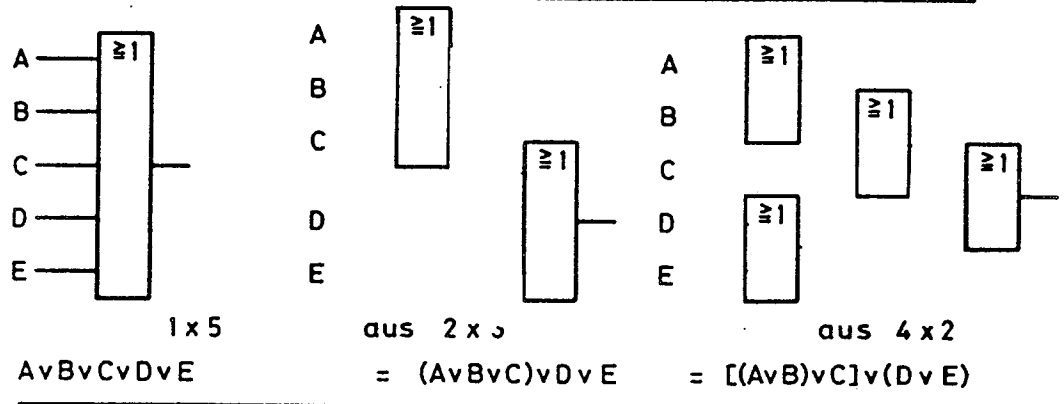 A
B
C
D
E
≧1
A
B
C
D
E
≧1
≧1
A
B
C
D
E
≧1
≧1
≧1
≧1
1 x 5
aus 2 x 3
aus 4 x 2
AvBvCvDvE = (AvBvC)vDvE = [(AvB)vC]v(DvE)